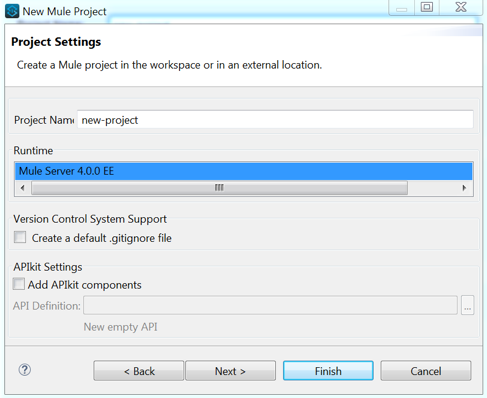 New Mule Project
Project Settings
Create a Mule project in the workspace or in an external location.
Project Name
new-project
Runtime
Mule Server 4.0.0 EE
Version Control System Support
Create a default .gitignore file
APIkit Settings
Add APIkit components
API Definition:
...
New empty API
?
< Back
Next >
Finish
Cancel